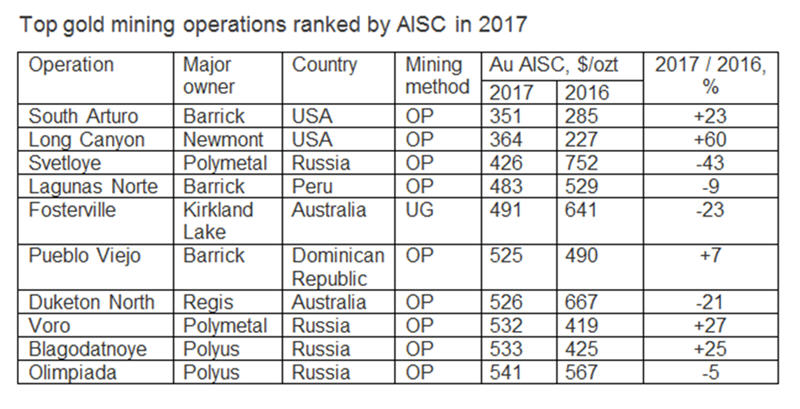 Top gold mining operations ranked by AISC in 2017
Operation Major owner Country Mining method Au AISC, $/ozt 2017 / 2016, %
2017 2016
South Arturo Barrick USA OP 351 285 +23
Long Canyon Newmont USA OP 364 227 +60
Svetloye Polymetal Russia OP 426 752 -43
Lagunas Norte Barrick Peru OP 483 529 -9
Fosterville Kirkland Lake Australia UG 491 641 -23
Pueblo Viejo Barrick Dominican Republic OP 525 490 +7
Duketon North Regis Australia OP 526 667 -21
Voro Polymetal Russia OP 532 419 +27
Blagodatnoye Polyus Russia OP 533 425 +25
Olimpiada Polyus Russia OP 541 567 -5